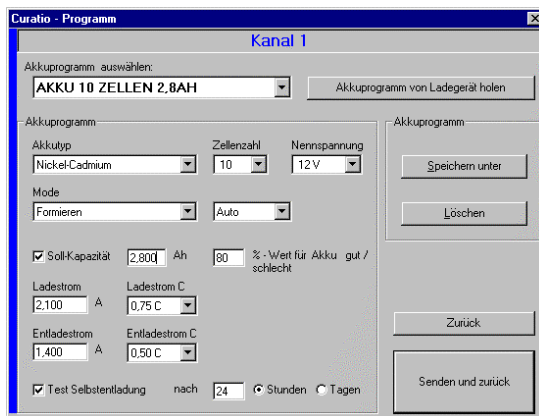 Curatio - Programm
Kanal 1
Akkuprogramm auswählen:
AKKU 10 ZELLEN 2,8AH
Akkuprogramm von Ladegerät holen
Akkuprogramm
Akkuprogramm
Akkutyp Zellenzahl Nennspannung
Nickel-Cadmium 10 12 V
Speichern unter
Mode
Formieren Auto
Löschen
Soll-Kapazität 2,800 Ah 80 % - Wert für Akku gut / schlecht
Ladestrom Ladestrom C
2,100 A 0,75 C
Entladestrom Entladestrom C
1,400 A 0,50 C
Zurück
Test Selbstentladung nach 24 Stunden Tagen
Senden und zurück